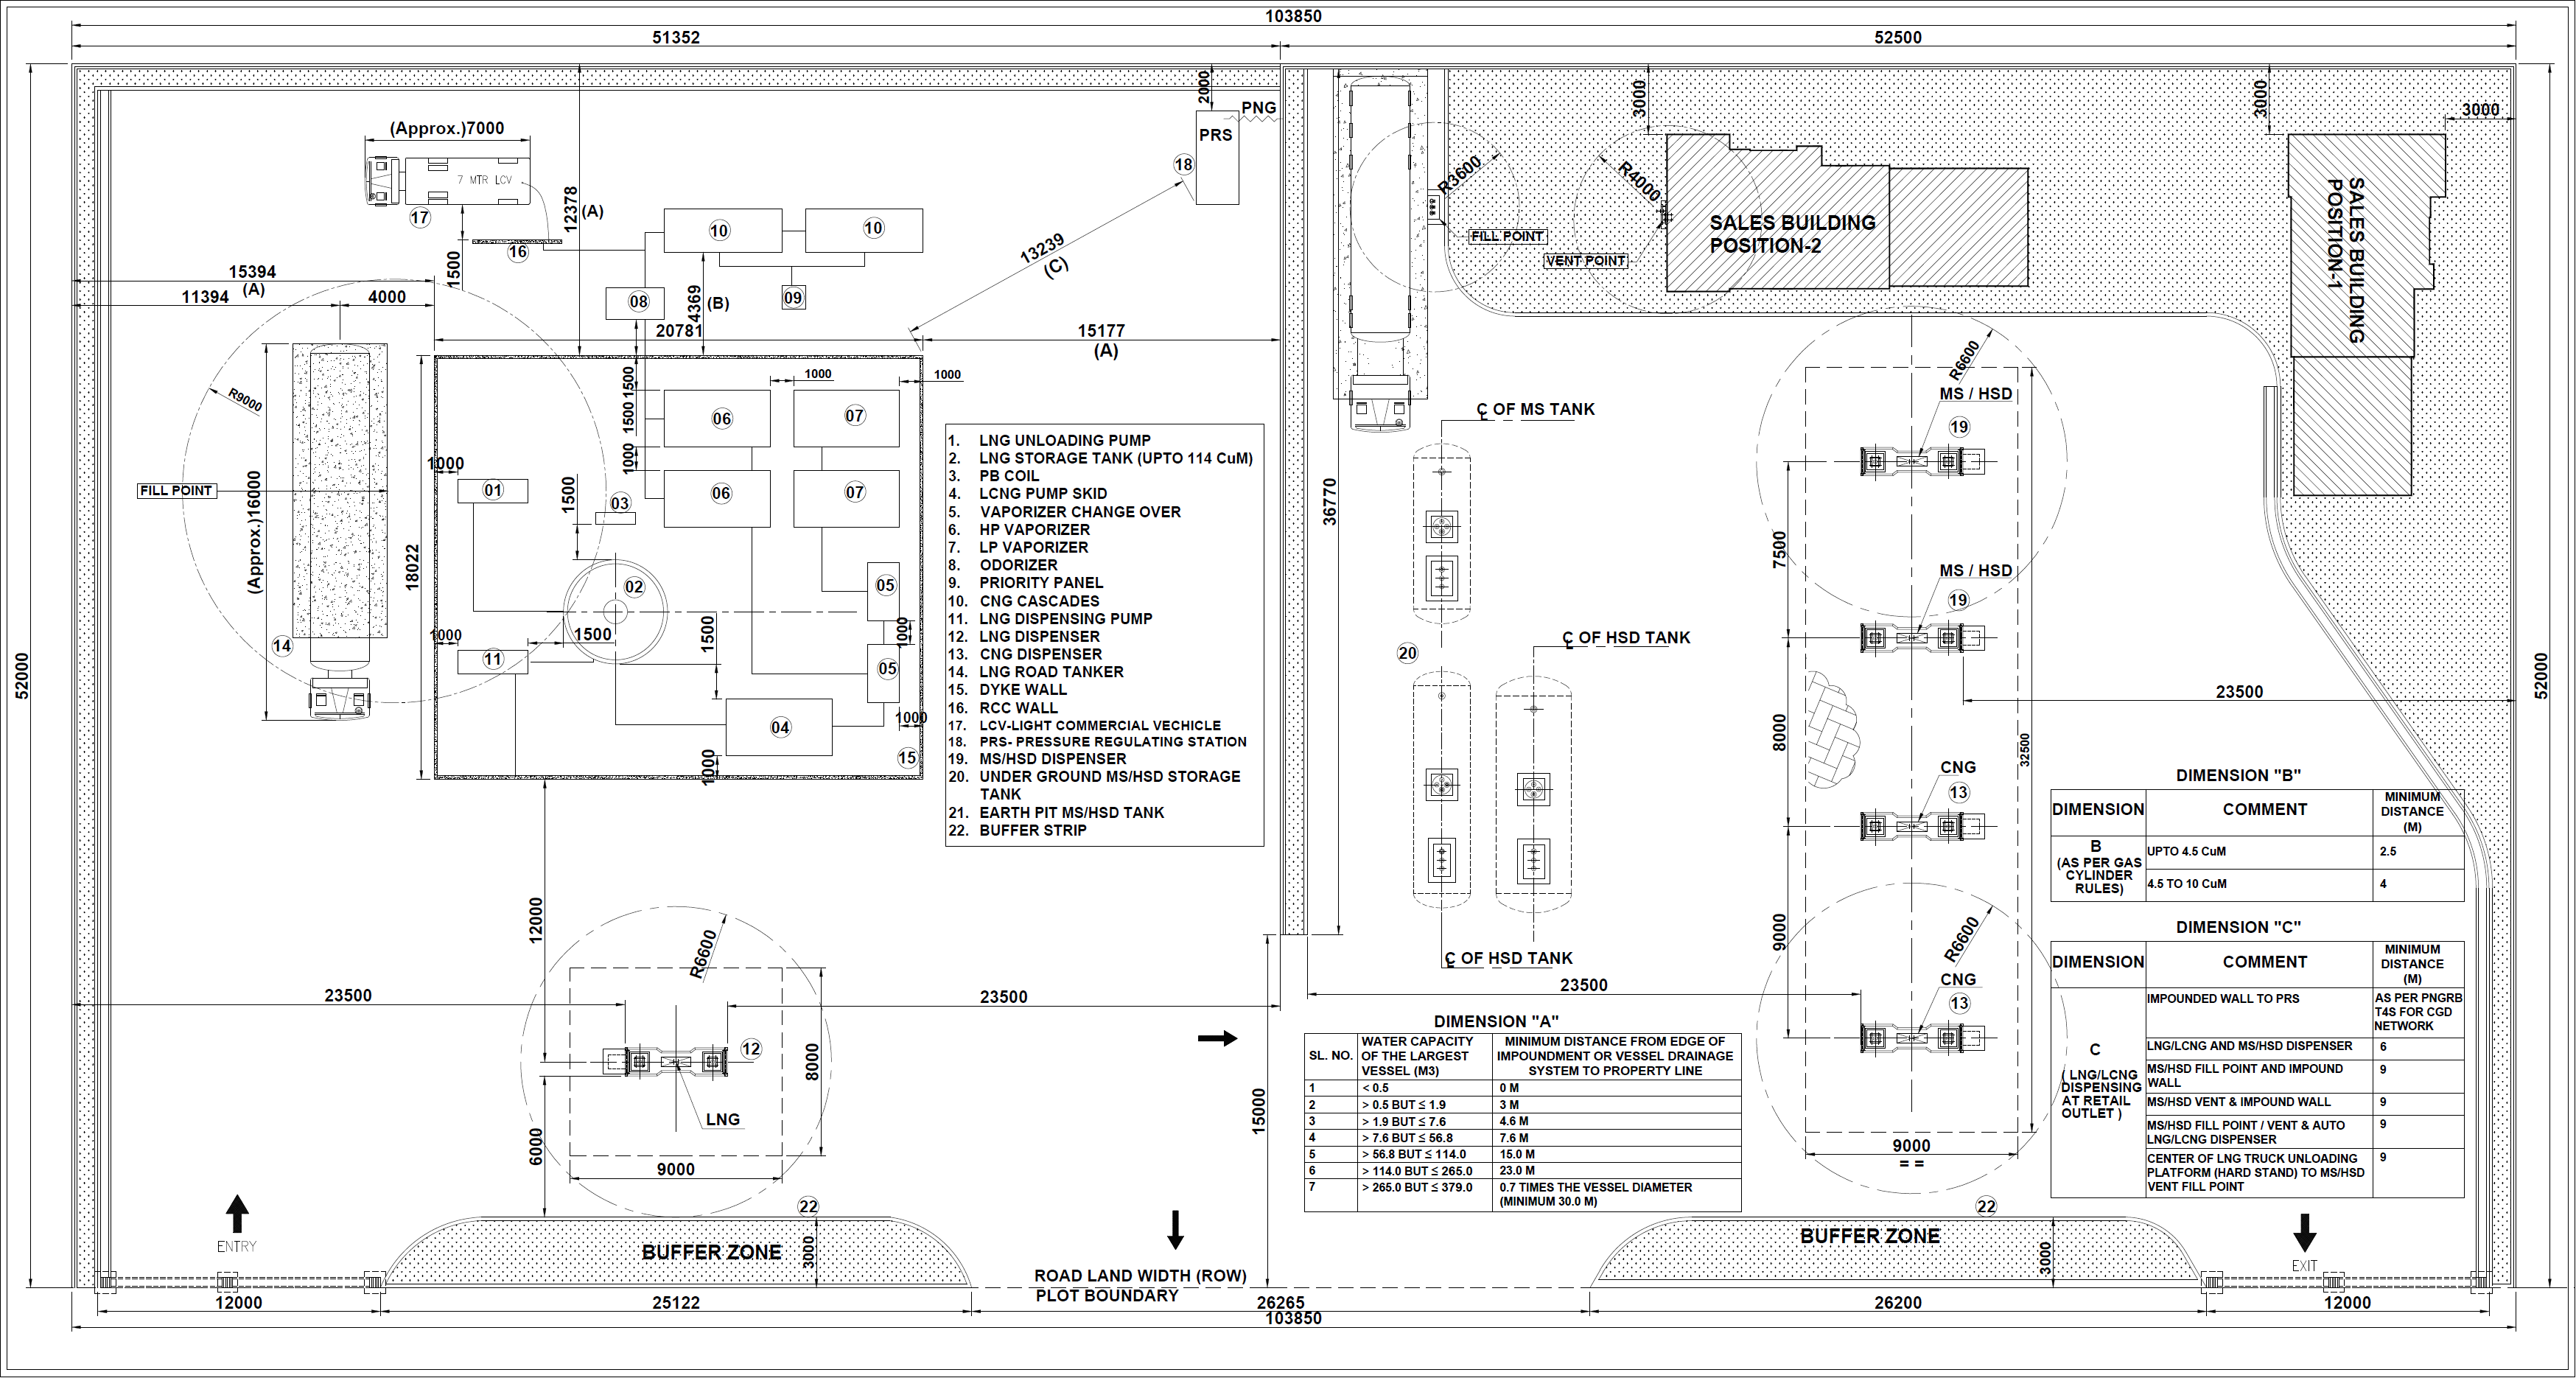 103850
51352
52500
(Approx.)7000
7 MTR LCV
17
16
1500
12378
(A)
2000
PNG
PRS
18
13239
(C)
3000
3000
3000
R3600
R4000
FILL POINT
VENT POINT
SALES BUILDING
POSITION-2
SALES BUILDING
POSITION-1
10
10
08
09
4369
(B)
15394
(A)
11394
4000
20781
15177
(A)
R9000
FILL POINT
(Approx.)16000
14
18022
1500
1500
1000
1000
1000
06
07
06
07
1000
01
1500
03
02
05
1000
1500
1500
1000
11
05
04
1000
1000
15
1. LNG UNLOADING PUMP
2. LNG STORAGE TANK (UPTO 114 CuM)
3. PB COIL
4. LCNG PUMP SKID
5. VAPORIZER CHANGE OVER
6. HP VAPORIZER
7. LP VAPORIZER
8. ODORIZER
9. PRIORITY PANEL
10. CNG CASCADES
11. LNG DISPENSING PUMP
12. LNG DISPENSER
13. CNG DISPENSER
14. LNG ROAD TANKER
15. DYKE WALL
16. RCC WALL
17. LCV-LIGHT COMMERCIAL VECHICLE
18. PRS- PRESSURE REGULATING STATION
19. MS/HSD DISPENSER
20. UNDER GROUND MS/HSD STORAGE
TANK
21. EARTH PIT MS/HSD TANK
22. BUFFER STRIP
36770
℄ OF MS TANK
℄ OF HSD TANK
20
℄ OF HSD TANK
R6600
MS / HSD
19
7500
MS / HSD
19
8000
23500
32500
CNG
13
9000
R6600
CNG
13
23500
9000
= =
52000
52000
12000
R6600
23500
23500
12
8000
LNG
6000
9000
15000
DIMENSION "A"
SL. NO. WATER CAPACITY OF THE LARGEST VESSEL (M3) MINIMUM DISTANCE FROM EDGE OF IMPOUNDMENT OR VESSEL DRAINAGE SYSTEM TO PROPERTY LINE
1 < 0.5 0 M
2 > 0.5 BUT ≤ 1.9 3 M
3 > 1.9 BUT ≤ 7.6 4.6 M
4 > 7.6 BUT ≤ 56.8 7.6 M
5 > 56.8 BUT ≤ 114.0 15.0 M
6 > 114.0 BUT ≤ 265.0 23.0 M
7 > 265.0 BUT ≤ 379.0 0.7 TIMES THE VESSEL DIAMETER
(MINIMUM 30.0 M)
DIMENSION "B"
DIMENSION COMMENT MINIMUM DISTANCE (M)
B (AS PER GAS CYLINDER RULES)
UPTO 4.5 CuM 2.5
4.5 TO 10 CuM 4
DIMENSION "C"
DIMENSION COMMENT MINIMUM DISTANCE (M)
C ( LNG/LCNG DISPENSING AT RETAIL OUTLET )
IMPOUNDED WALL TO PRS AS PER PNGRB T4S FOR CGD NETWORK
LNG/LCNG AND MS/HSD DISPENSER 6
MS/HSD FILL POINT AND IMPOUND WALL 9
MS/HSD VENT & IMPOUND WALL 9
MS/HSD FILL POINT / VENT & AUTO LNG/LCNG DISPENSER 9
CENTER OF LNG TRUCK UNLOADING PLATFORM (HARD STAND) TO MS/HSD VENT FILL POINT 9
ENTRY
22
BUFFER ZONE
3000
22
BUFFER ZONE
3000
EXIT
ROAD LAND WIDTH (ROW)
PLOT BOUNDARY
12000
25122
26265
26200
12000
103850